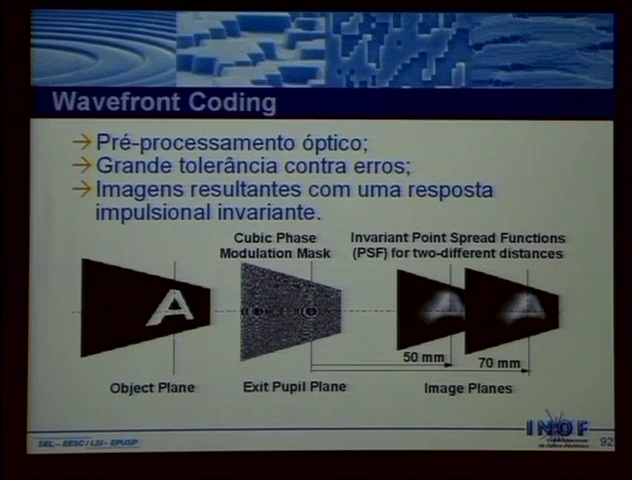 Wavefront Coding
→Pré-processamento óptico;
→Grande tolerância contra erros;
→Imagens resultantes com uma resposta
impulsional invariante.
Cubic Phase
Modulation Mask
Invariant Point Spread Functions
(PSF) for two-different distances
A
50 mm
70 mm
Object Plane
Exit Pupil Plane
Image Planes
SEL – EESC / LSI - EPUSP
INOF
92